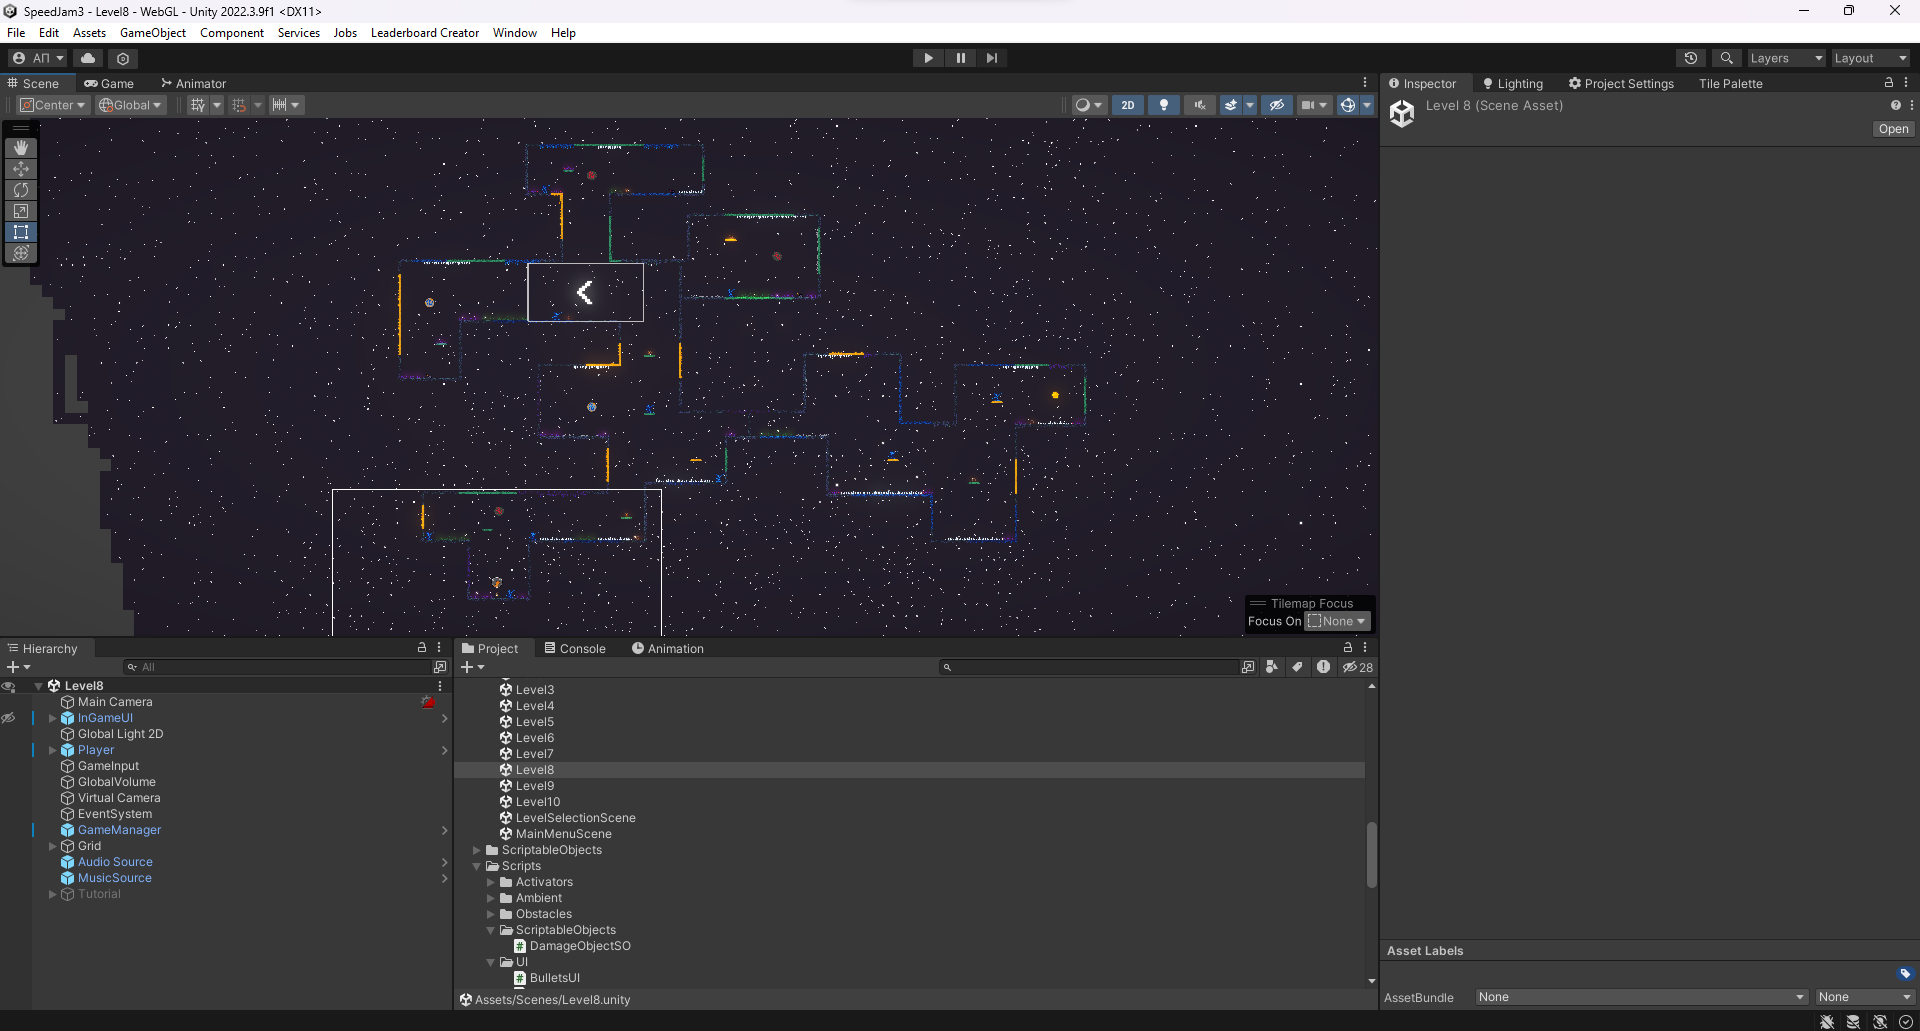 SpeedJam3 - Level8 - WebGL - Unity 2022.3.9f1 <DX11>
File Edit Assets GameObject Component Services Jobs Leaderboard Creator Window Help
АП Layers Layout
Scene Game Animator
Center Global 2D
Inspector Lighting Project Settings Tile Palette
Level 8 (Scene Asset)
Open
Tilemap Focus
Focus On None
Hierarchy
All
Level8
Main Camera
InGameUI
Global Light 2D
Player
GameInput
GlobalVolume
Virtual Camera
EventSystem
GameManager
Grid
Audio Source
MusicSource
Tutorial
Project Console Animation
28
Level3
Level4
Level5
Level6
Level7
Level8
Level9
Level10
LevelSelectionScene
MainMenuScene
ScriptableObjects
Scripts
Activators
Ambient
Obstacles
ScriptableObjects
DamageObjectSO
UI
BulletsUI
Assets/Scenes/Level8.unity
Asset Labels
AssetBundle None None